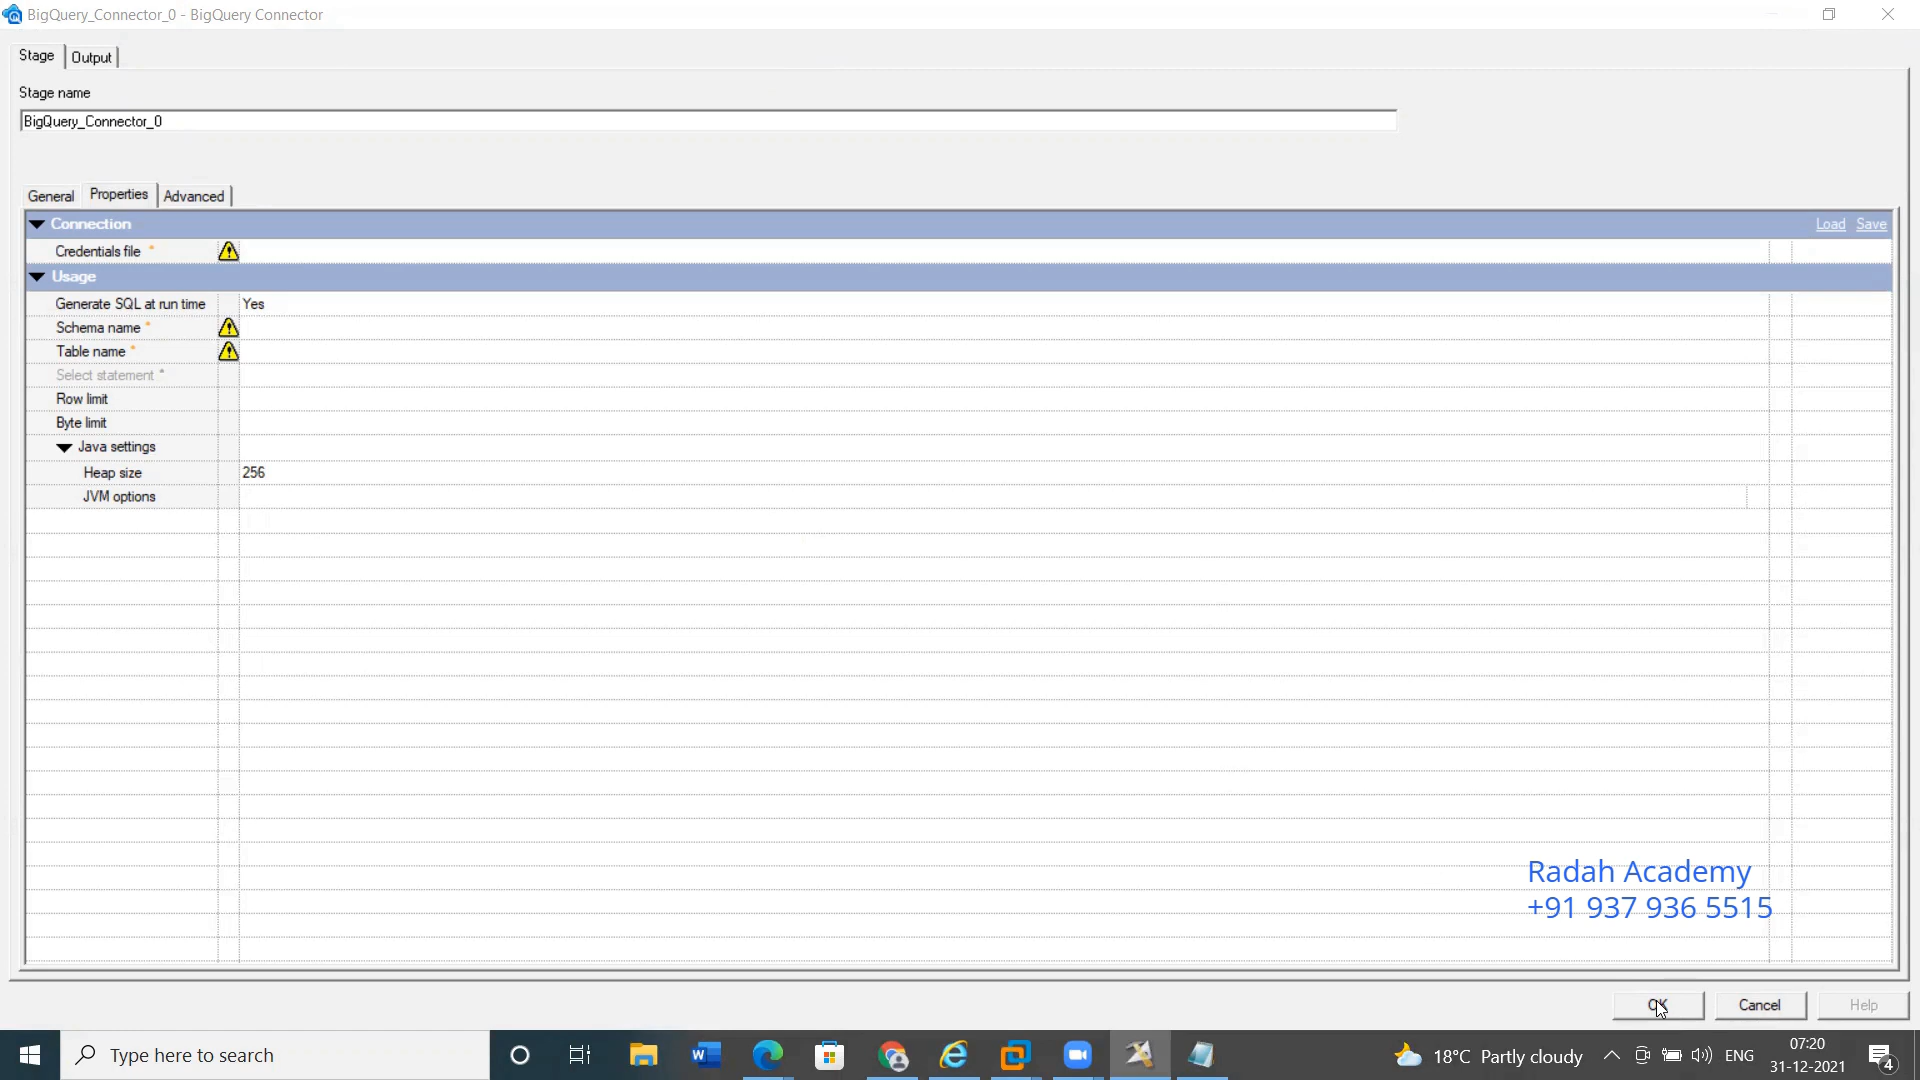 BigQuery_Connector_0 - BigQuery Connector
Stage
Output
Stage name
BigQuery_Connector_0
General
Properties
Advanced
Connection
Load Save
Credentials file *
Usage
Generate SQL at run time Yes
Schema name *
Table name *
Select statement *
Row limit
Byte limit
Java settings
Heap size 256
JVM options
Radah Academy
+91 937 936 5515
OK
Cancel
Help
Type here to search
18°C Partly cloudy
ENG
07:20
31-12-2021
4